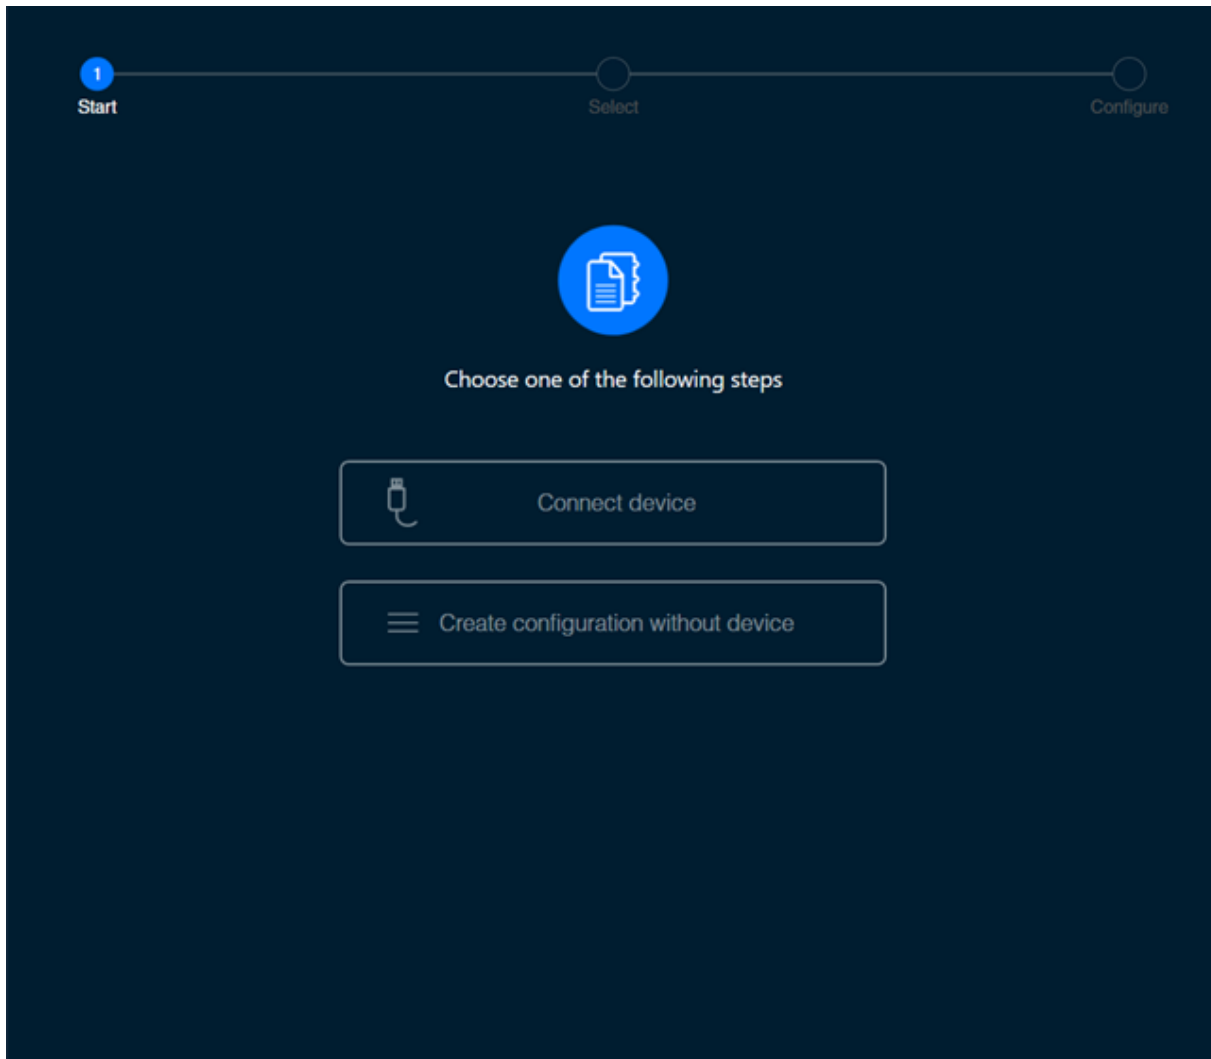 1
Start
Select
Configure
Choose one of the following steps
Connect device
Create configuration without device